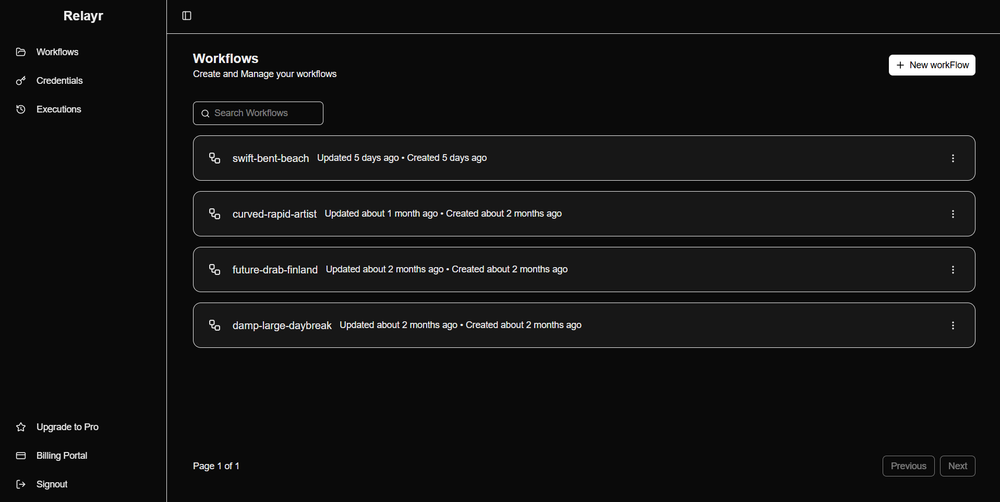 Relayr
Workflows
Credentials
Executions
Upgrade to Pro
Billing Portal
Signout
Workflows
Create and Manage your workflows
New workFlow
Search Workflows
swift-bent-beach Updated 5 days ago • Created 5 days ago
curved-rapid-artist Updated about 1 month ago • Created about 2 months ago
future-drab-finland Updated about 2 months ago • Created about 2 months ago
damp-large-daybreak Updated about 2 months ago • Created about 2 months ago
Page 1 of 1
Previous
Next